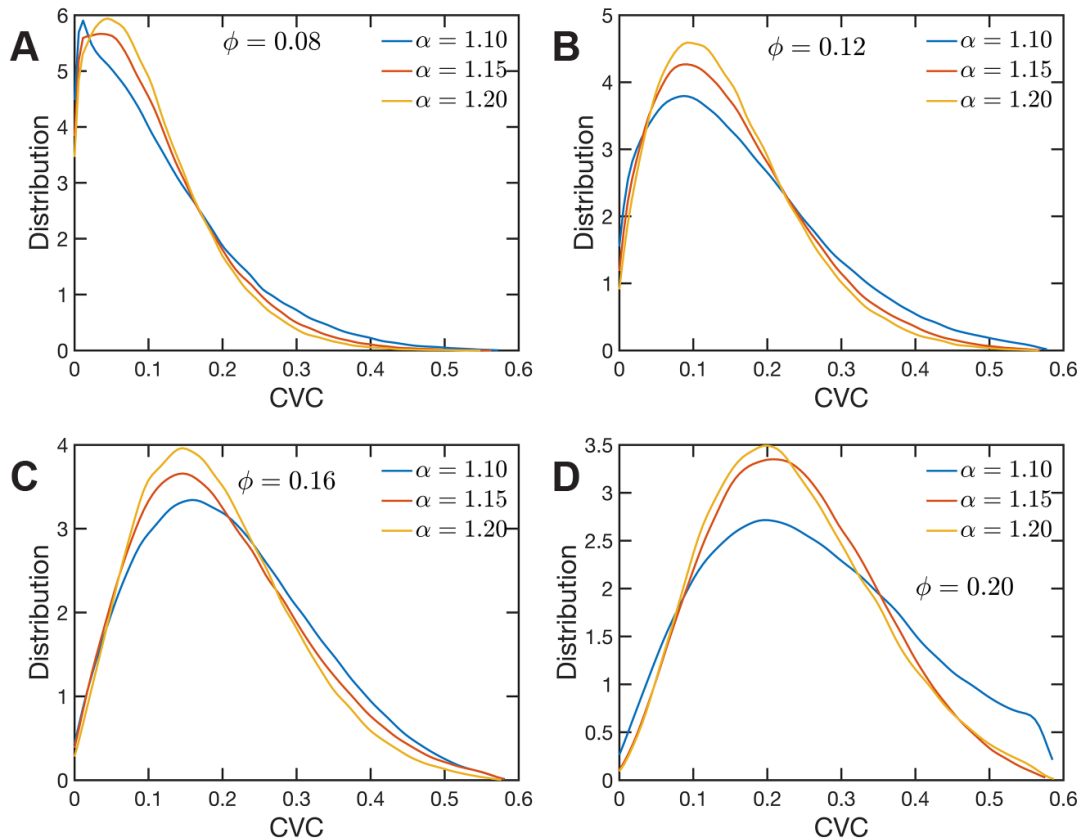 A
ϕ = 0.08
α = 1.10
α = 1.15
α = 1.20
Distribution
6
5
4
3
2
1
0
0
0.1
0.2
0.3
0.4
0.5
0.6
CVC
B
ϕ = 0.12
α = 1.10
α = 1.15
α = 1.20
Distribution
5
4
3
2
1
0
0
0.1
0.2
0.3
0.4
0.5
0.6
CVC
C
ϕ = 0.16
α = 1.10
α = 1.15
α = 1.20
Distribution
4
3
2
1
0
0
0.1
0.2
0.3
0.4
0.5
0.6
CVC
D
α = 1.10
α = 1.15
α = 1.20
ϕ = 0.20
Distribution
3.5
3
2.5
2
1.5
1
0.5
0
0
0.1
0.2
0.3
0.4
0.5
0.6
CVC